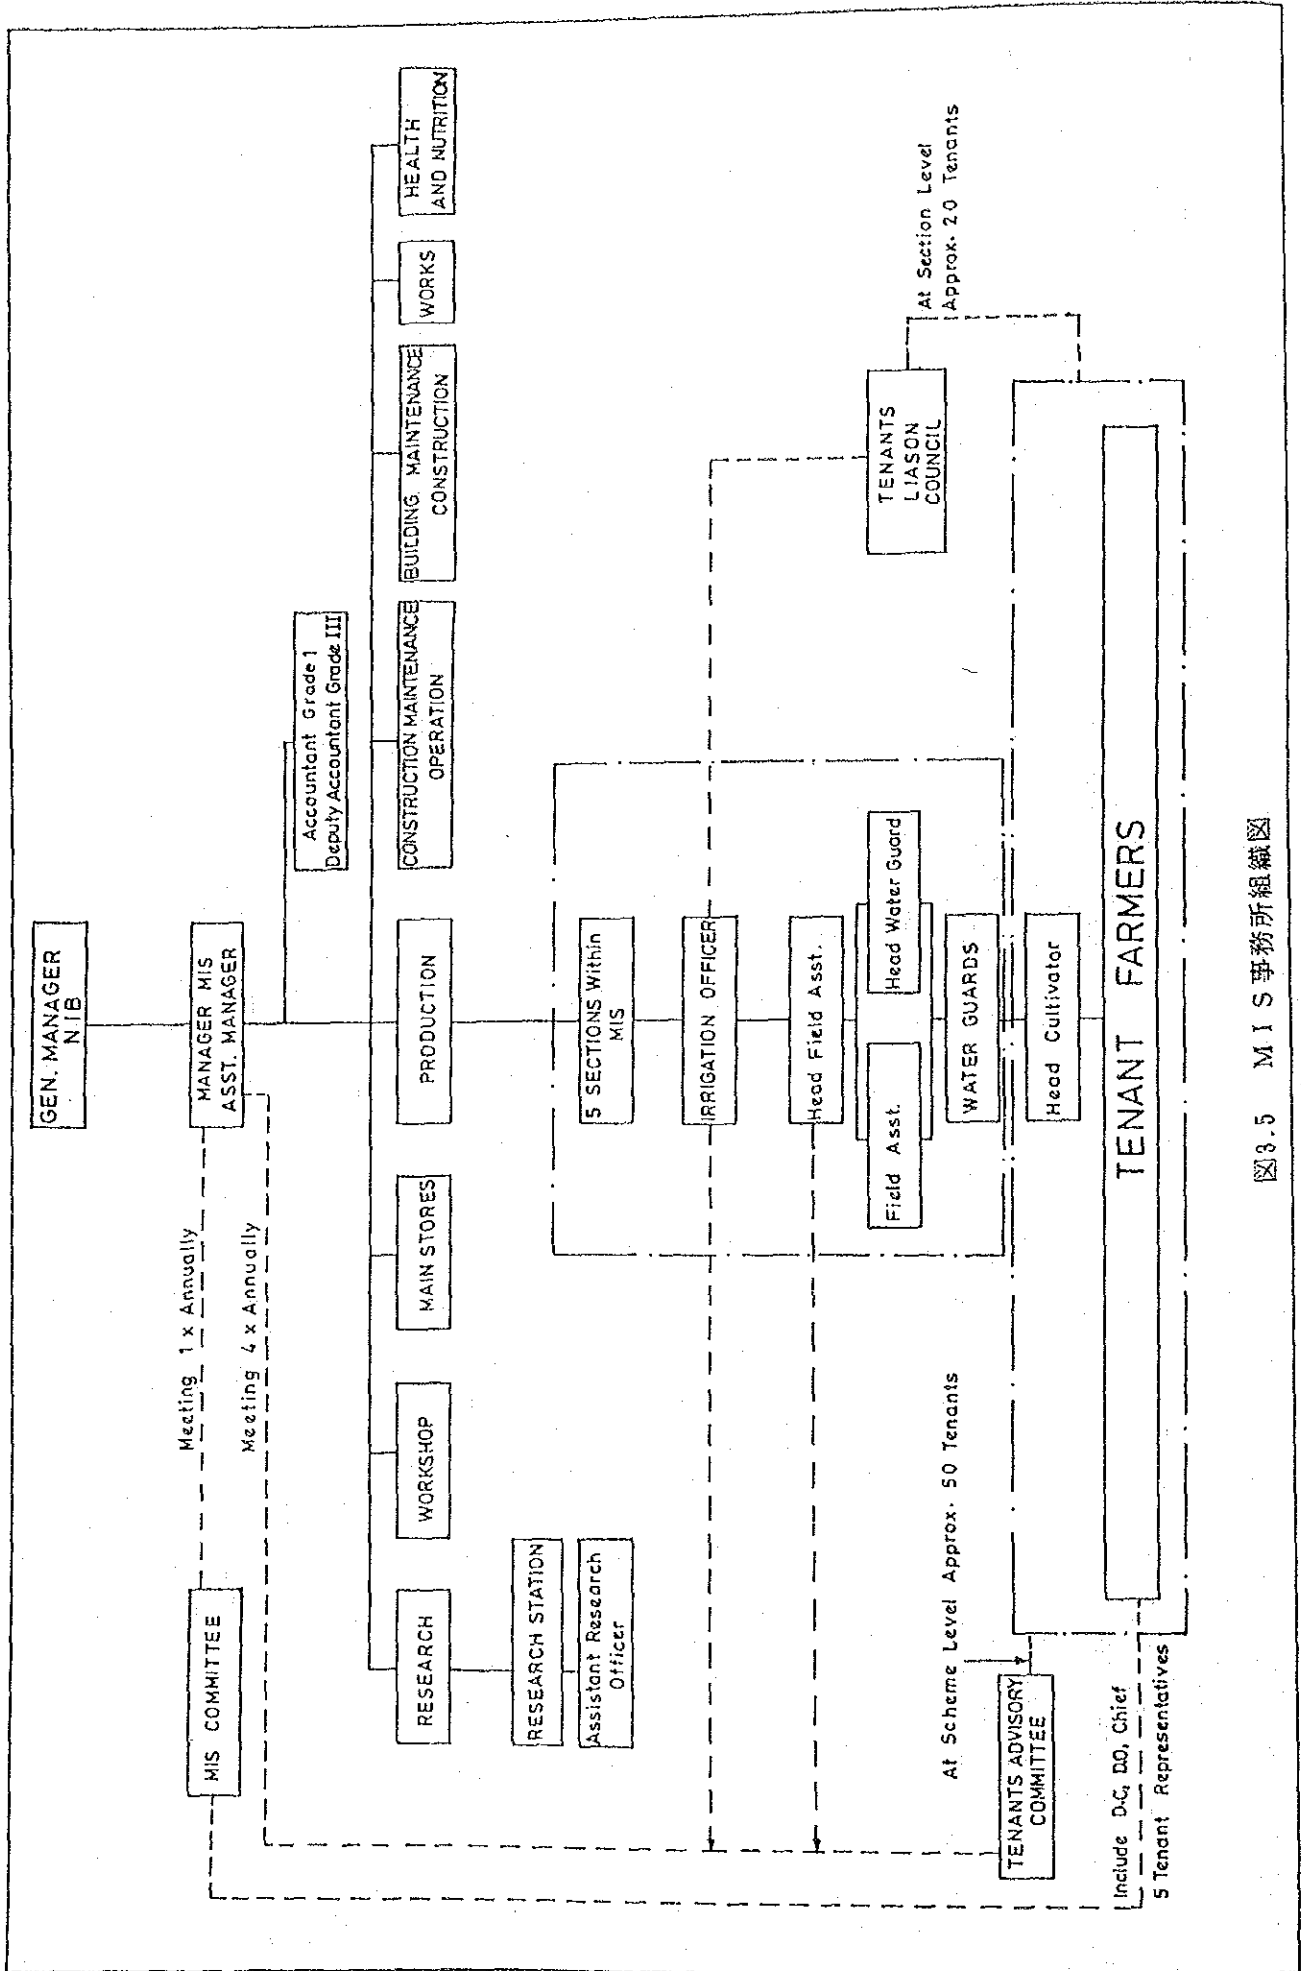 GEN. MANAGER
NIB
MANAGER MIS
ASST. MANAGER
MIS COMMITTEE
Meeting 1 x Annually
Meeting 4 x Annually
Accountant Grade 1
Deputy Accountant Grade III
RESEARCH
WORKSHOP
MAIN STORES
PRODUCTION
CONSTRUCTION MAINTENANCE
OPERATION
BUILDING MAINTENANCE
CONSTRUCTION
WORKS
HEALTH
AND NUTRITION
RESEARCH STATION
Assistant Research
Officer
5 SECTIONS Within
MIS
IRRIGATION OFFICER
Head Field Asst.
Field Asst.
Head Water Guard
WATER GUARDS
TENANTS
LIASON
COUNCIL
At Section Level
Approx. 20 Tenants
At Scheme Level Approx. 50 Tenants
TENANTS ADVISORY
COMMITTEE
Head Cultivator
TENANT FARMERS
Include D.C, D.O, Chief
5 Tenant Representatives
図3.5 MIS事務所組織図